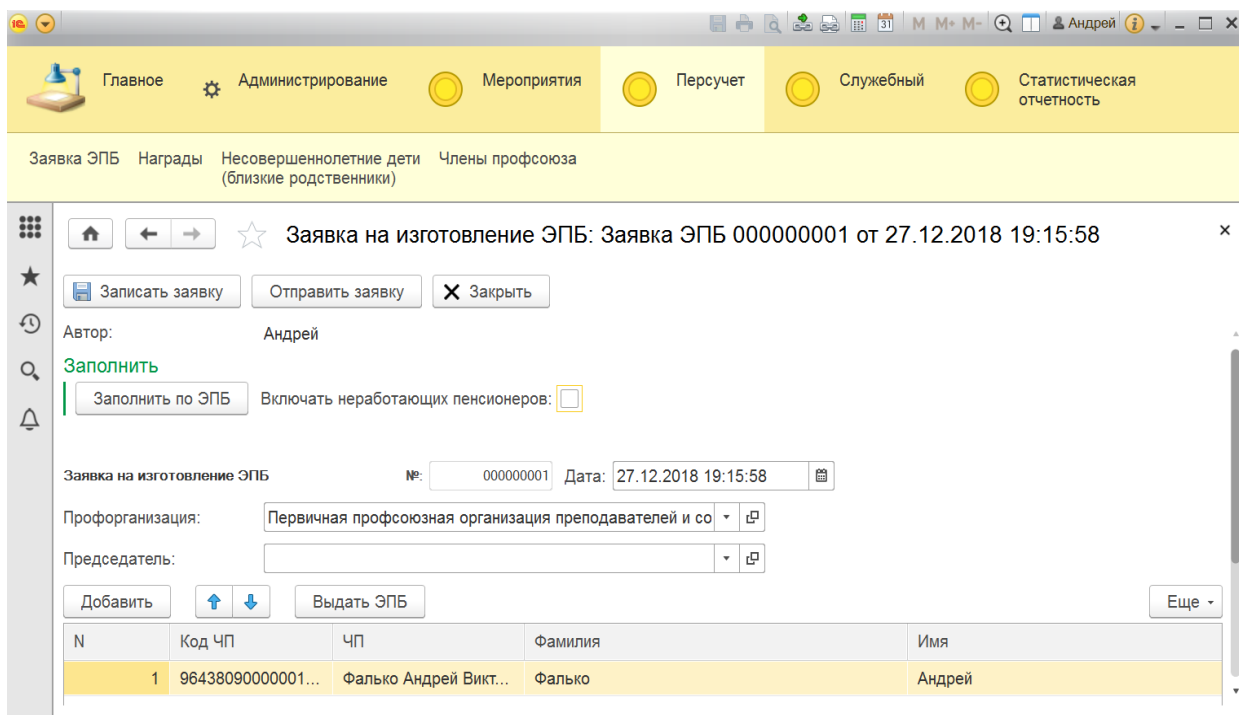 1С 31 M M+ M- Андрей i
Главное Администрирование Мероприятия Персучет Служебный Статистическая
отчетность
Заявка ЭПБ Награды Несовершеннолетние дети Члены профсоюза
(близкие родственники)
Заявка на изготовление ЭПБ: Заявка ЭПБ 000000001 от 27.12.2018 19:15:58
Записать заявку Отправить заявку Закрыть
Автор: Андрей
Заполнить
Заполнить по ЭПБ Включать неработающих пенсионеров:
Заявка на изготовление ЭПБ №: 000000001 Дата: 27.12.2018 19:15:58
Профорганизация: Первичная профсоюзная организация преподавателей и со
Председатель:
Добавить Выдать ЭПБ Еще
N Код ЧП ЧП Фамилия Имя
1 96438090000001... Фалько Андрей Викт... Фалько Андрей